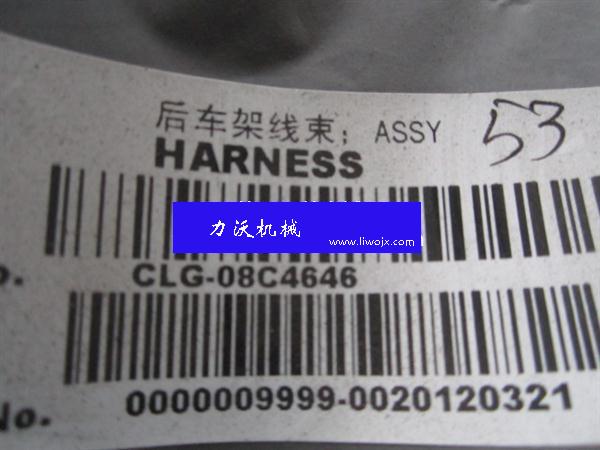 后车架线束; ASSY 53
HARNESS
力沃机械
www.liwojx.com
o. CLG-08C4646
No. 0000009999-0020120321